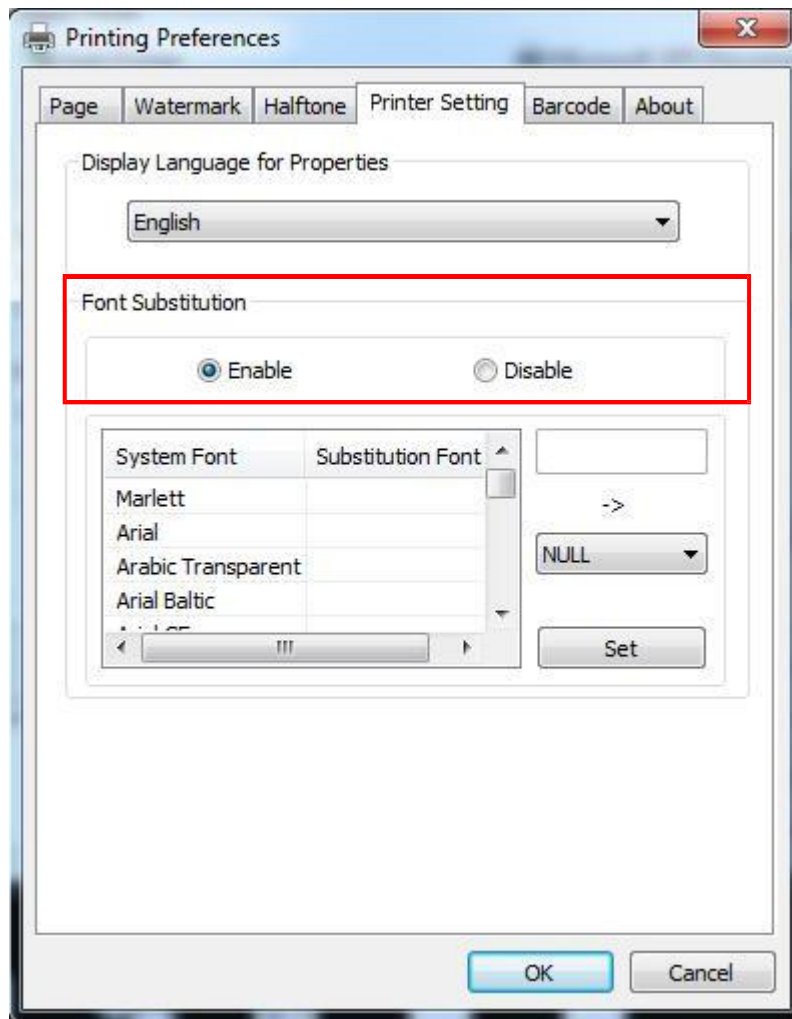 Printing Preferences
Page Watermark Halftone Printer Setting Barcode About
Display Language for Properties
English
Font Substitution
Enable Disable
System Font Substitution Font
Marlett
->
Arial
Arabic Transparent
NULL
Arial Baltic
Set
OK Cancel